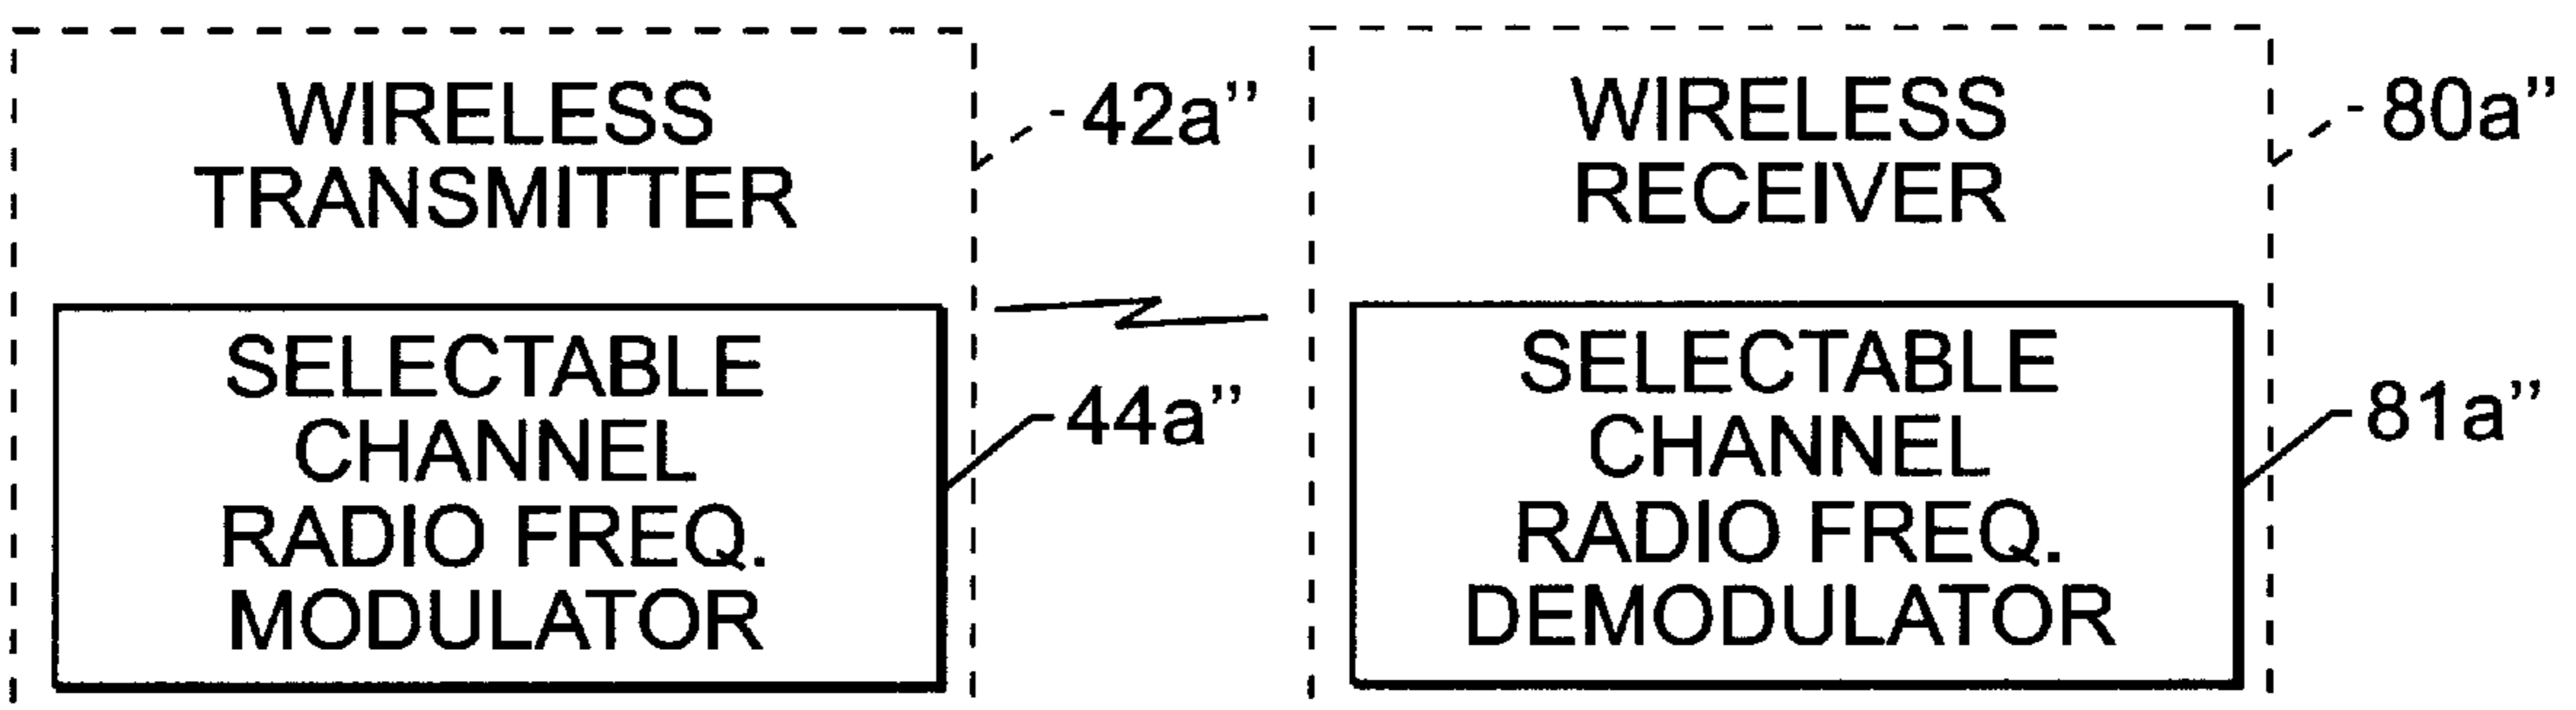 WIRELESS
TRANSMITTER
42a”
SELECTABLE
CHANNEL
RADIO FREQ.
MODULATOR
44a”
WIRELESS
RECEIVER
80a”
SELECTABLE
CHANNEL
RADIO FREQ.
DEMODULATOR
81a”